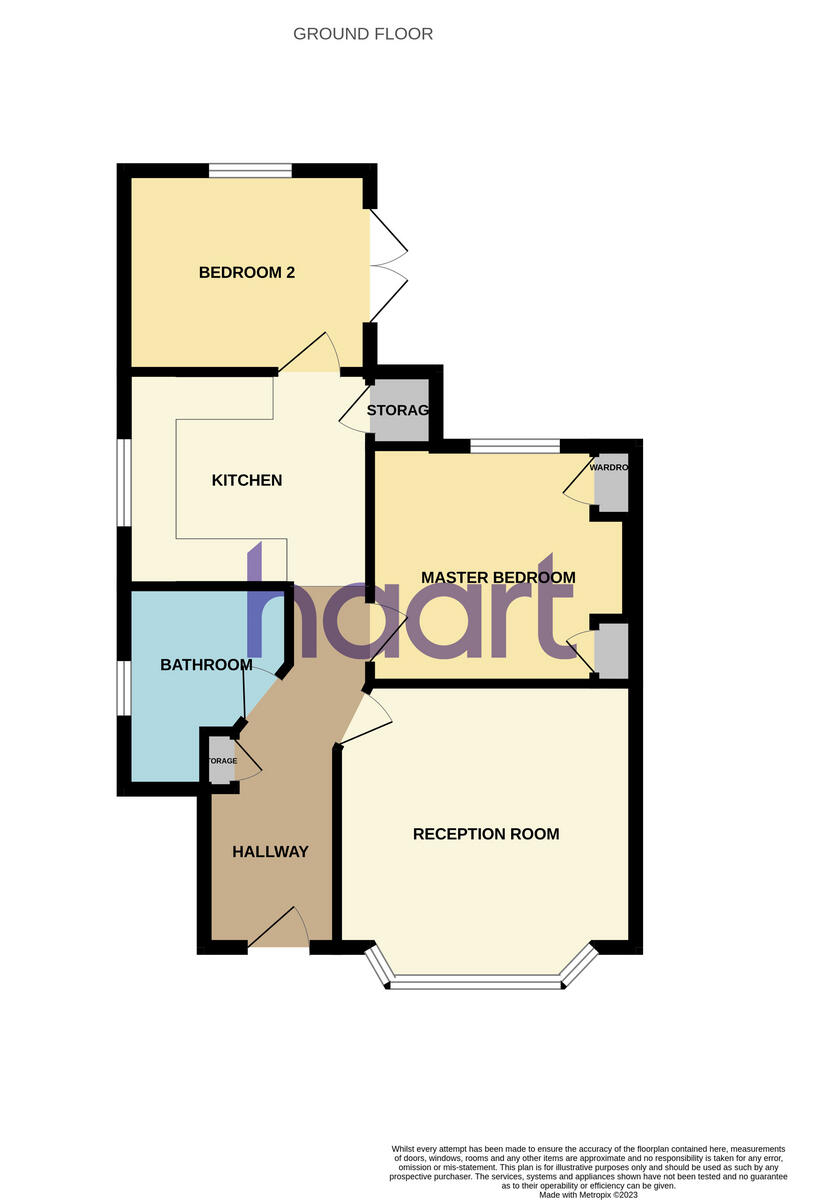 GROUND FLOOR
BEDROOM 2
STORAG
KITCHEN
WARDRO
MASTER BEDROOM
haart
BATHROOM
TORAGE
RECEPTION ROOM
HALLWAY
Whilst every attempt has been made to ensure the accuracy of the floorplan contained here, measurements
of doors, windows, rooms and any other items are approximate and no responsibility is taken for any error,
omission or mis-statement. This plan is for illustrative purposes only and should be used as such by any
prospective purchaser. The services, systems and appliances shown have not been tested and no guarantee
as to their operability or efficiency can be given.
Made with Metropix ©2023